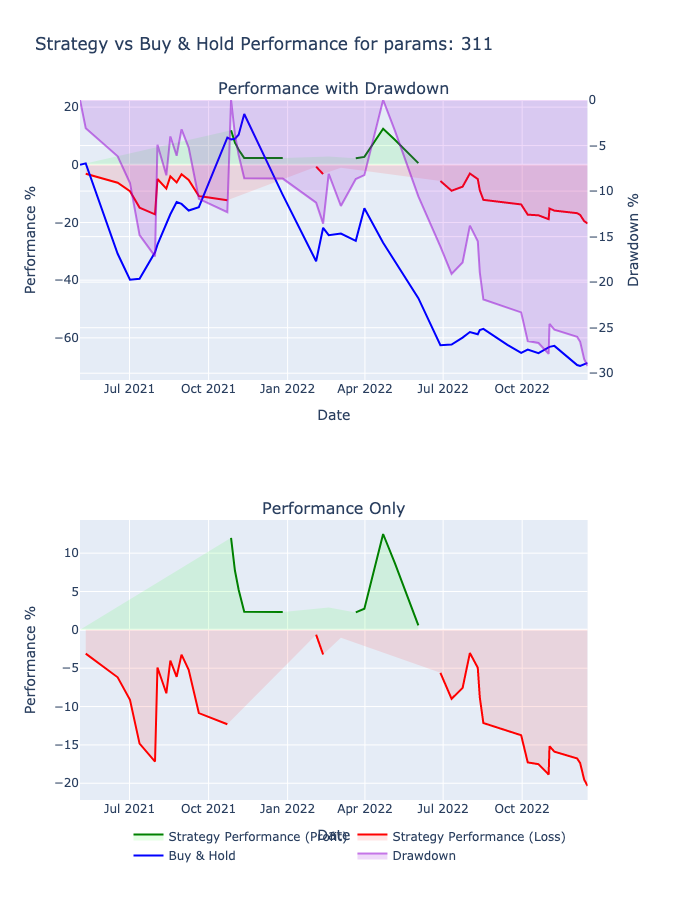 Strategy vs Buy & Hold Performance for params: 311
Performance with Drawdown
20
0
−20
−40
−60
Performance %
0
−5
−10
−15
−20
−25
−30
Drawdown %
Jul 2021 Oct 2021 Jan 2022 Apr 2022 Jul 2022 Oct 2022
Date
Performance Only
10
5
0
−5
−10
−15
−20
Performance %
Jul 2021 Oct 2021 Jan 2022 Apr 2022 Jul 2022 Oct 2022
Date
Strategy Performance (Profit) Strategy Performance (Loss)
Buy & Hold Drawdown